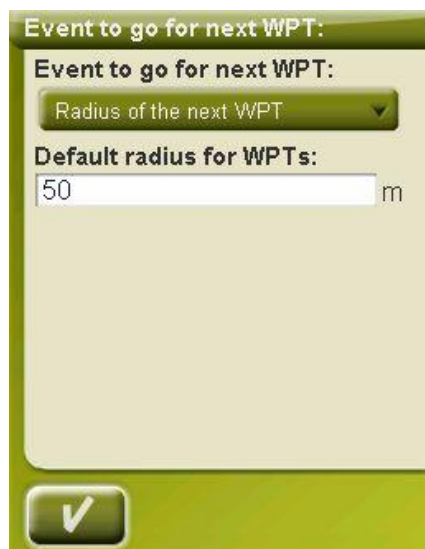 Event to go for next WPT:
Event to go for next WPT:
Radius of the next WPT
Default radius for WPTs:
50 m